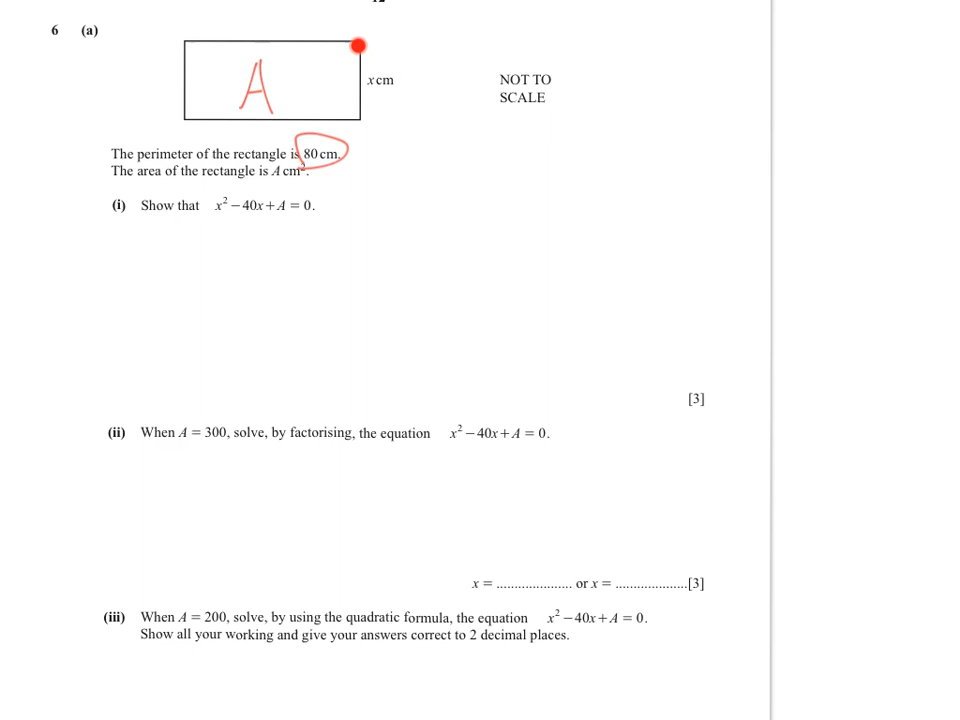 6 (a)
A
x cm
NOT TO
SCALE
The perimeter of the rectangle is 80 cm.
The area of the rectangle is A cm².
(i) Show that x² – 40x + A = 0.
[3]
(ii) When A = 300, solve, by factorising, the equation x² – 40x + A = 0.
x = ..................... or x = ....................[3]
(iii) When A = 200, solve, by using the quadratic formula, the equation x² – 40x + A = 0.
Show all your working and give your answers correct to 2 decimal places.